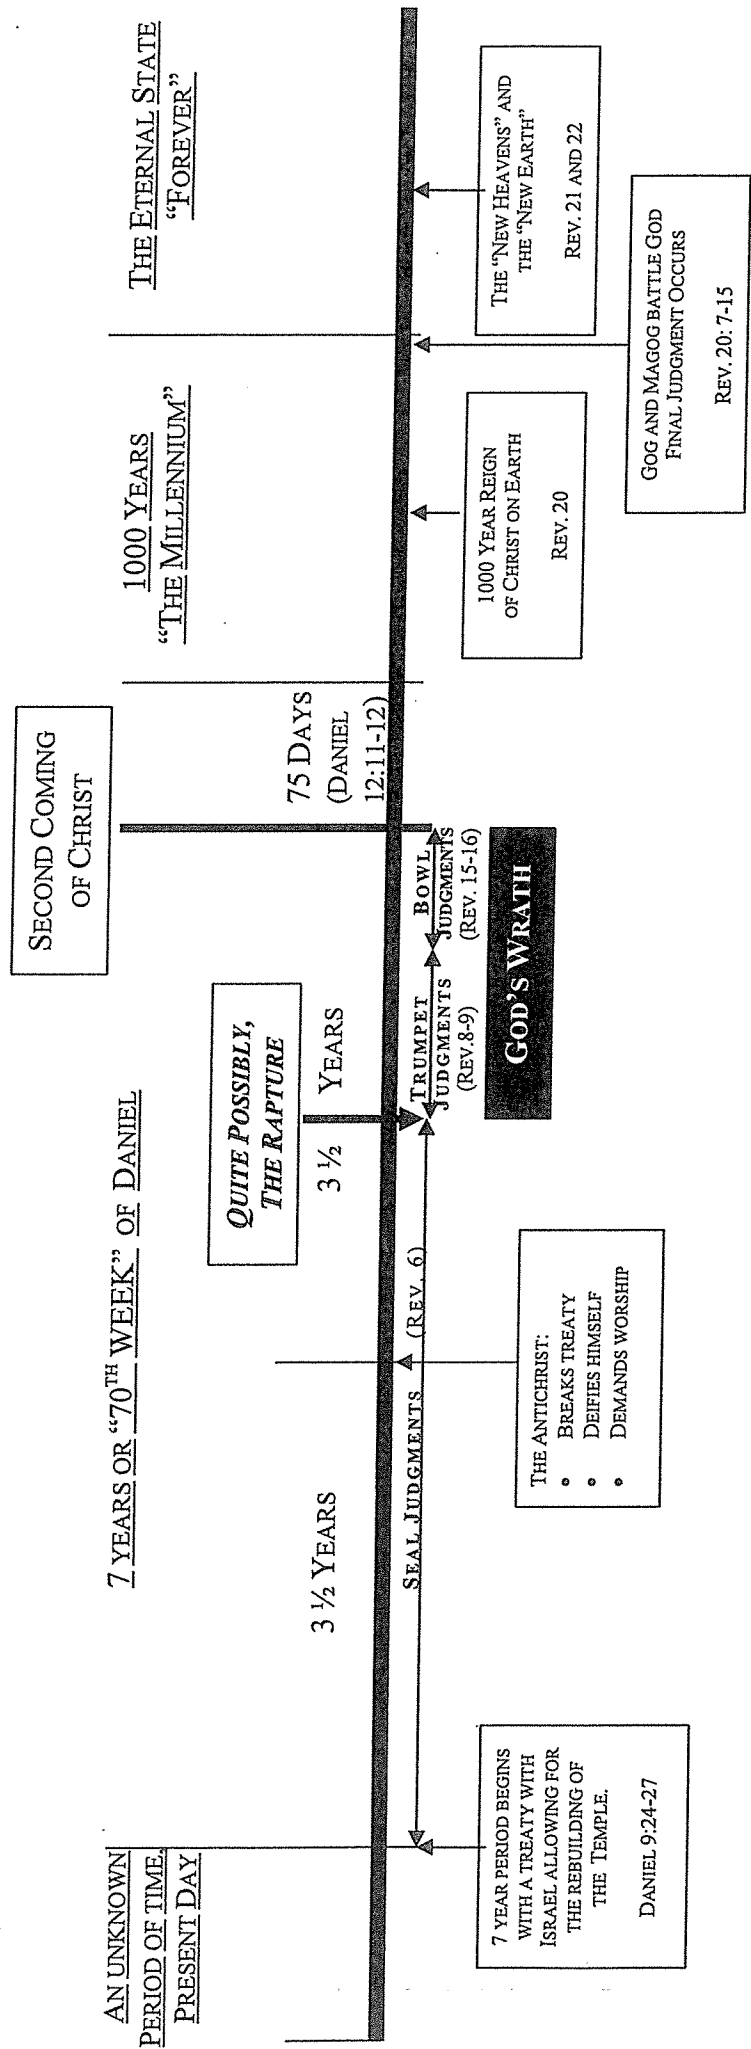 AN UNKNOWN
PERIOD OF TIME,
PRESENT DAY
7 YEARS OR “70TH WEEK” OF DANIEL
SECOND COMING
OF CHRIST
1000 YEARS
“THE MILLENNIUM”
THE ETERNAL STATE
“FOREVER”
QUITE POSSIBLY,
THE RAPTURE
3 ½ YEARS
3 ½ YEARS
75 DAYS
(DANIEL
12:11-12)
SEAL JUDGMENTS (REV. 6)
TRUMPET
JUDGMENTS
(REV.8-9)
BOWL
JUDGMENTS
(REV. 15-16)
GOD'S WRATH
7 YEAR PERIOD BEGINS
WITH A TREATY WITH
ISRAEL ALLOWING FOR
THE REBUILDING OF
THE TEMPLE.
DANIEL 9:24-27
THE ANTICHRIST:
• BREAKS TREATY
• DEIFIES HIMSELF
• DEMANDS WORSHIP
1000 YEAR REIGN
OF CHRIST ON EARTH
REV. 20
GOG AND MAGOG BATTLE GOD
FINAL JUDGMENT OCCURS
REV. 20: 7-15
THE “NEW HEAVENS” AND
THE “NEW EARTH”
REV. 21 AND 22